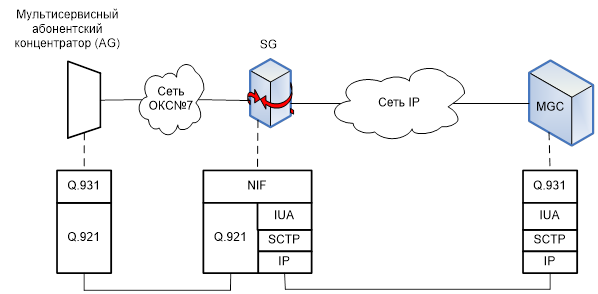 Мультисервисный
абонентский
концентратор (AG)
SG
Сеть
ОКС№7
Сеть IP
MGC
Q.931
Q.921
NIF
Q.921
IUA
SCTP
IP
Q.931
IUA
SCTP
IP